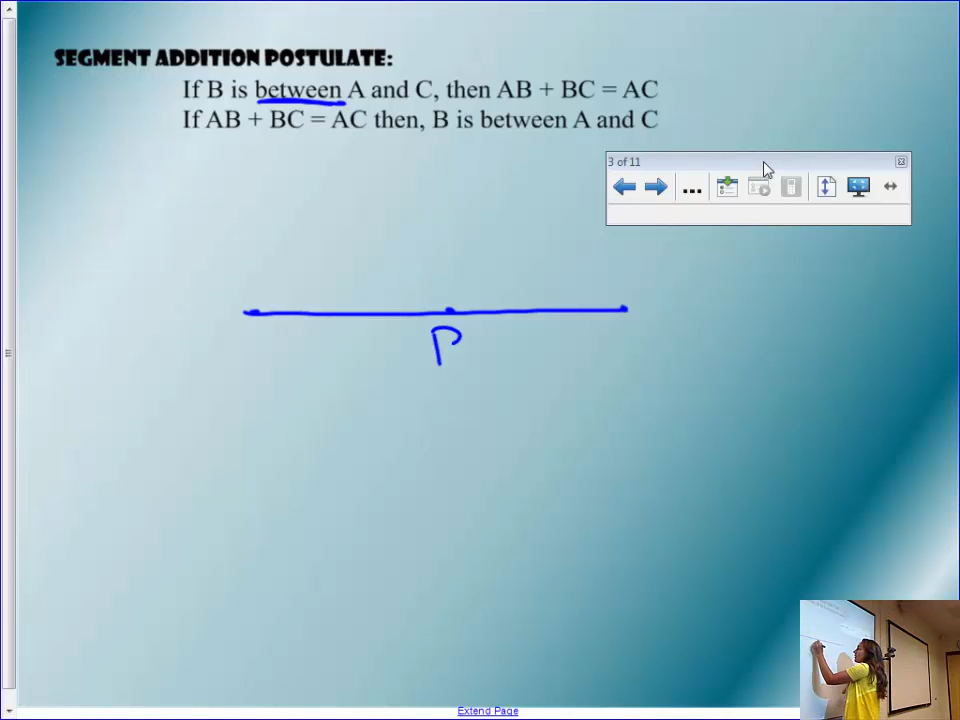 SEGMENT ADDITION POSTULATE:
If B is between A and C, then AB + BC = AC
If AB + BC = AC then, B is between A and C
3 of 11
...
P
Extend Page